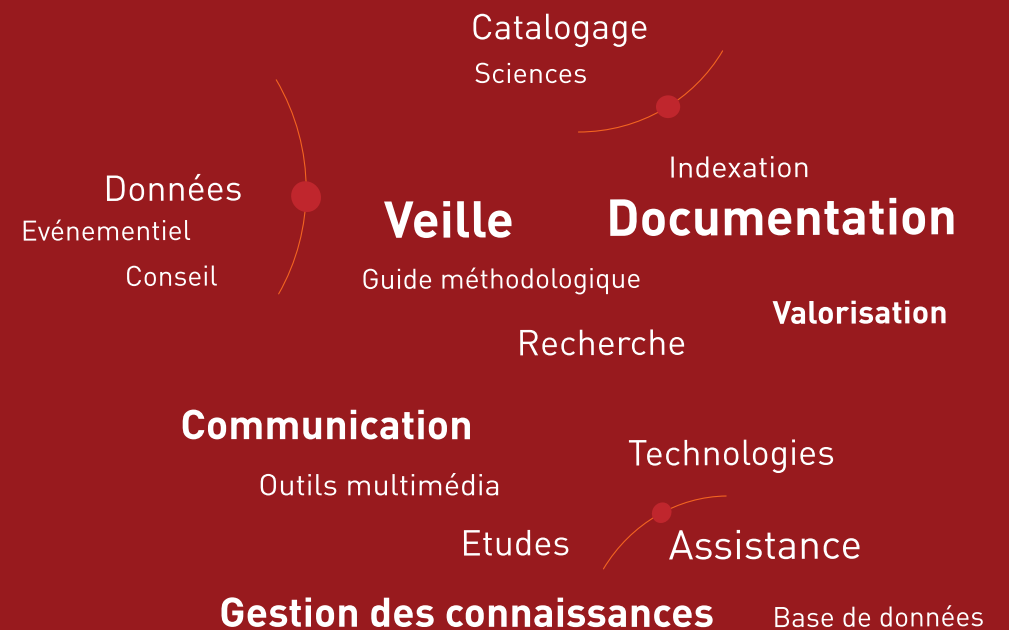 Catalogage
Sciences
Indexation
Données
Evénementiel
Veille
Documentation
Conseil
Guide méthodologique
Valorisation
Recherche
Communication
Technologies
Outils multimédia
Etudes
Assistance
Gestion des connaissances
Base de données